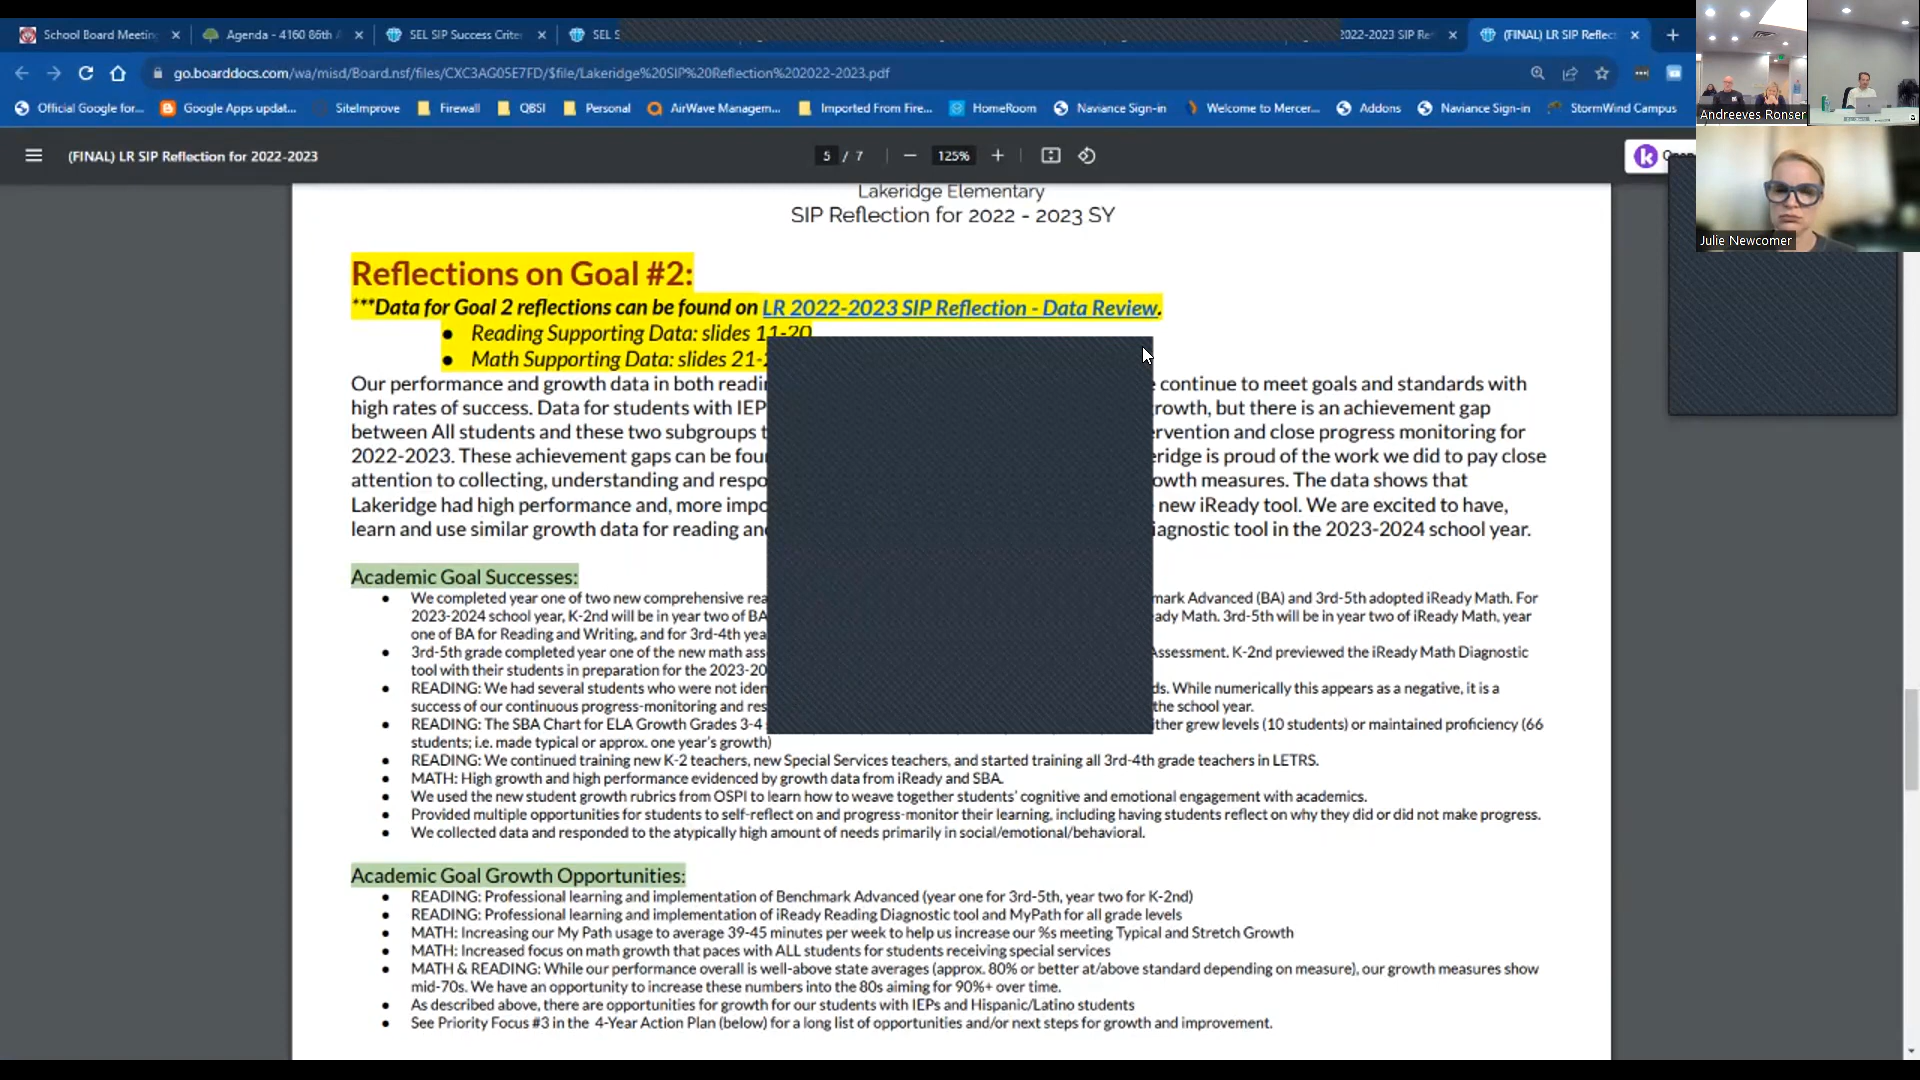 School Board Meetin
Agenda - 4160 86th A
SEL SIP Success Crite
SEL S
2022-2023 SIP Re
(FINAL) LR SIP Reflec
go.boarddocs.com/wa/misd/Board.nsf/files/CXC3AG05E7FD/$file/Lakeridge%20SIP%20Reflection%202022-2023.pdf
Official Google for...
Google Apps updat...
SiteImprove
Firewall
QBSI
Personal
AirWave Managem...
Imported From Fire...
HomeRoom
Naviance Sign-in
Welcome to Mercer...
Addons
Naviance Sign-in
StormWind Campus
Andreeves Ronser
Julie Newcomer
(FINAL) LR SIP Reflection for 2022-2023
5 / 7
125%
Lakeridge Elementary
SIP Reflection for 2022 - 2023 SY
Reflections on Goal #2:
***Data for Goal 2 reflections can be found on LR 2022-2023 SIP Reflection - Data Review.
● Reading Supporting Data: slides 11-20
● Math Supporting Data: slides 21-
Our performance and growth data in both readi continue to meet goals and standards with
high rates of success. Data for students with IEP rowth, but there is an achievement gap
between All students and these two subgroups t rvention and close progress monitoring for
2022-2023. These achievement gaps can be fou eridge is proud of the work we did to pay close
attention to collecting, understanding and respo owth measures. The data shows that
Lakeridge had high performance and, more impo new iReady tool. We are excited to have,
learn and use similar growth data for reading an iagnostic tool in the 2023-2024 school year.
Academic Goal Successes:
● We completed year one of two new comprehensive rea mark Advanced (BA) and 3rd-5th adopted iReady Math. For
2023-2024 school year, K-2nd will be in year two of BA ady Math. 3rd-5th will be in year two of iReady Math, year
one of BA for Reading and Writing, and for 3rd-4th yea
● 3rd-5th grade completed year one of the new math ass Assessment. K-2nd previewed the iReady Math Diagnostic
tool with their students in preparation for the 2023-20
● READING: We had several students who were not iden ds. While numerically this appears as a negative, it is a
success of our continuous progress-monitoring and res the school year.
● READING: The SBA Chart for ELA Growth Grades 3-4 ither grew levels (10 students) or maintained proficiency (66
students; i.e. made typical or approx. one year's growth)
● READING: We continued training new K-2 teachers, new Special Services teachers, and started training all 3rd-4th grade teachers in LETRS.
● MATH: High growth and high performance evidenced by growth data from iReady and SBA.
● We used the new student growth rubrics from OSPI to learn how to weave together students' cognitive and emotional engagement with academics.
● Provided multiple opportunities for students to self-reflect on and progress-monitor their learning, including having students reflect on why they did or did not make progress.
● We collected data and responded to the atypically high amount of needs primarily in social/emotional/behavioral.
Academic Goal Growth Opportunities:
● READING: Professional learning and implementation of Benchmark Advanced (year one for 3rd-5th, year two for K-2nd)
● READING: Professional learning and implementation of iReady Reading Diagnostic tool and MyPath for all grade levels
● MATH: Increasing our My Path usage to average 39-45 minutes per week to help us increase our %s meeting Typical and Stretch Growth
● MATH: Increased focus on math growth that paces with ALL students for students receiving special services
● MATH & READING: While our performance overall is well-above state averages (approx. 80% or better at/above standard depending on measure), our growth measures show
mid-70s. We have an opportunity to increase these numbers into the 80s aiming for 90%+ over time.
● As described above, there are opportunities for growth for our students with IEPs and Hispanic/Latino students
● See Priority Focus #3 in the 4-Year Action Plan (below) for a long list of opportunities and/or next steps for growth and improvement.